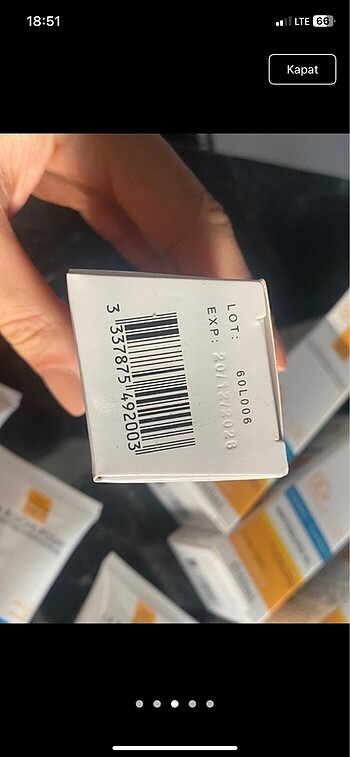 18:51
LTE 66
Kapat
LOT: 60L006
EXP: 20/12/2026
3 337875 492003